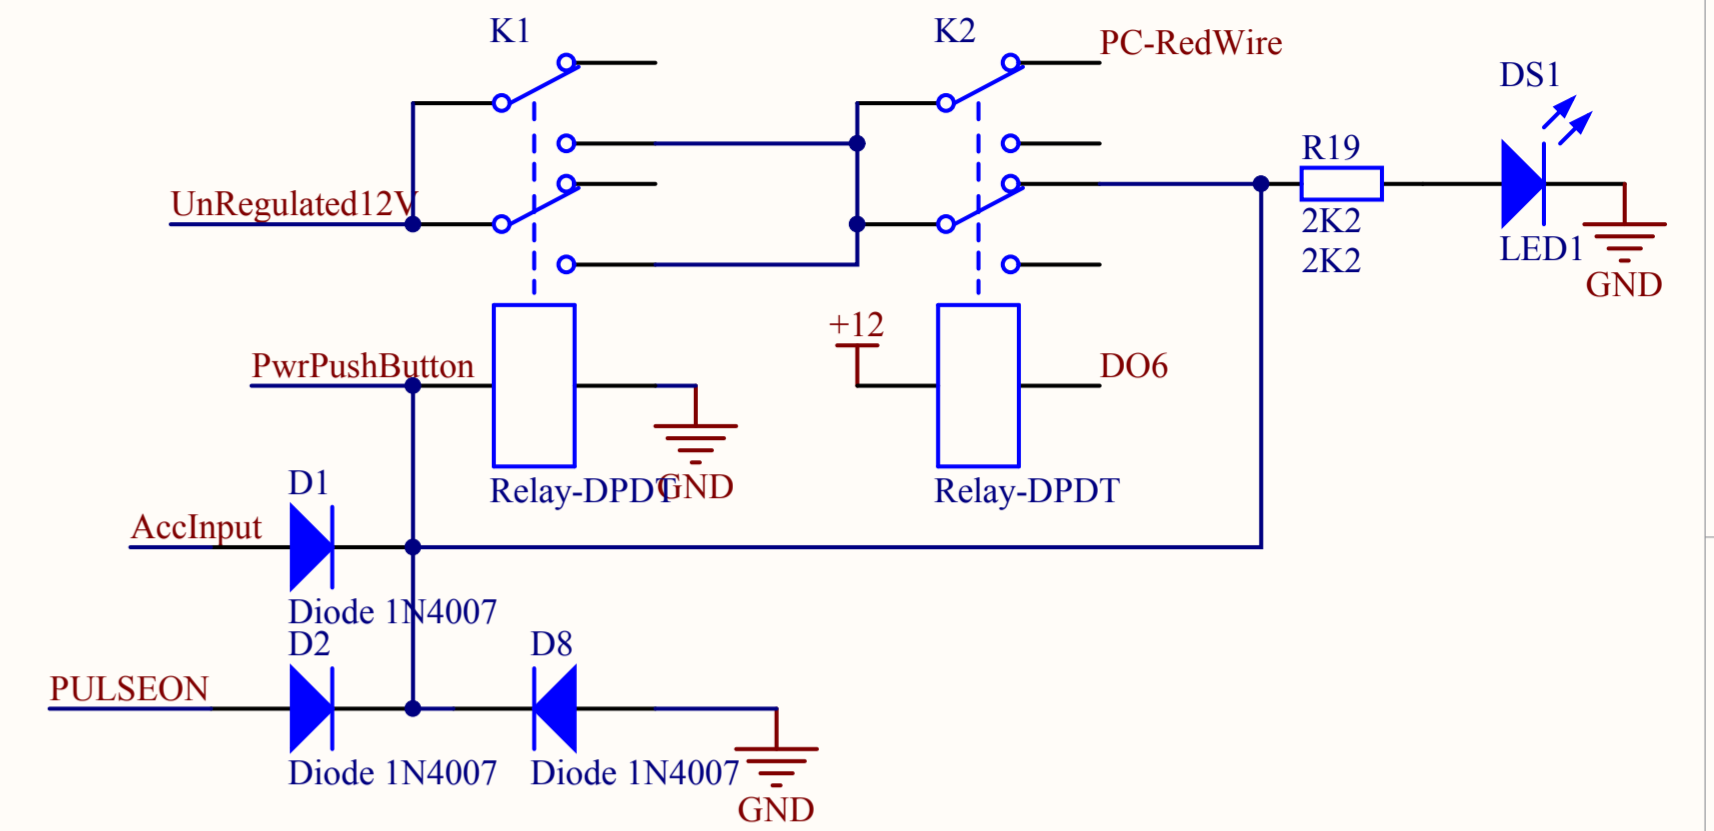 K1
K2
PC-RedWire
DS1
R19
UnRegulated12V
2K2
LED1
2K2
GND
+12
PwrPushButton
DO6
D1
Relay-DPDT
GND
Relay-DPDT
AccInput
Diode 1N4007
D2
D8
PULSEON
Diode 1N4007
Diode 1N4007
GND